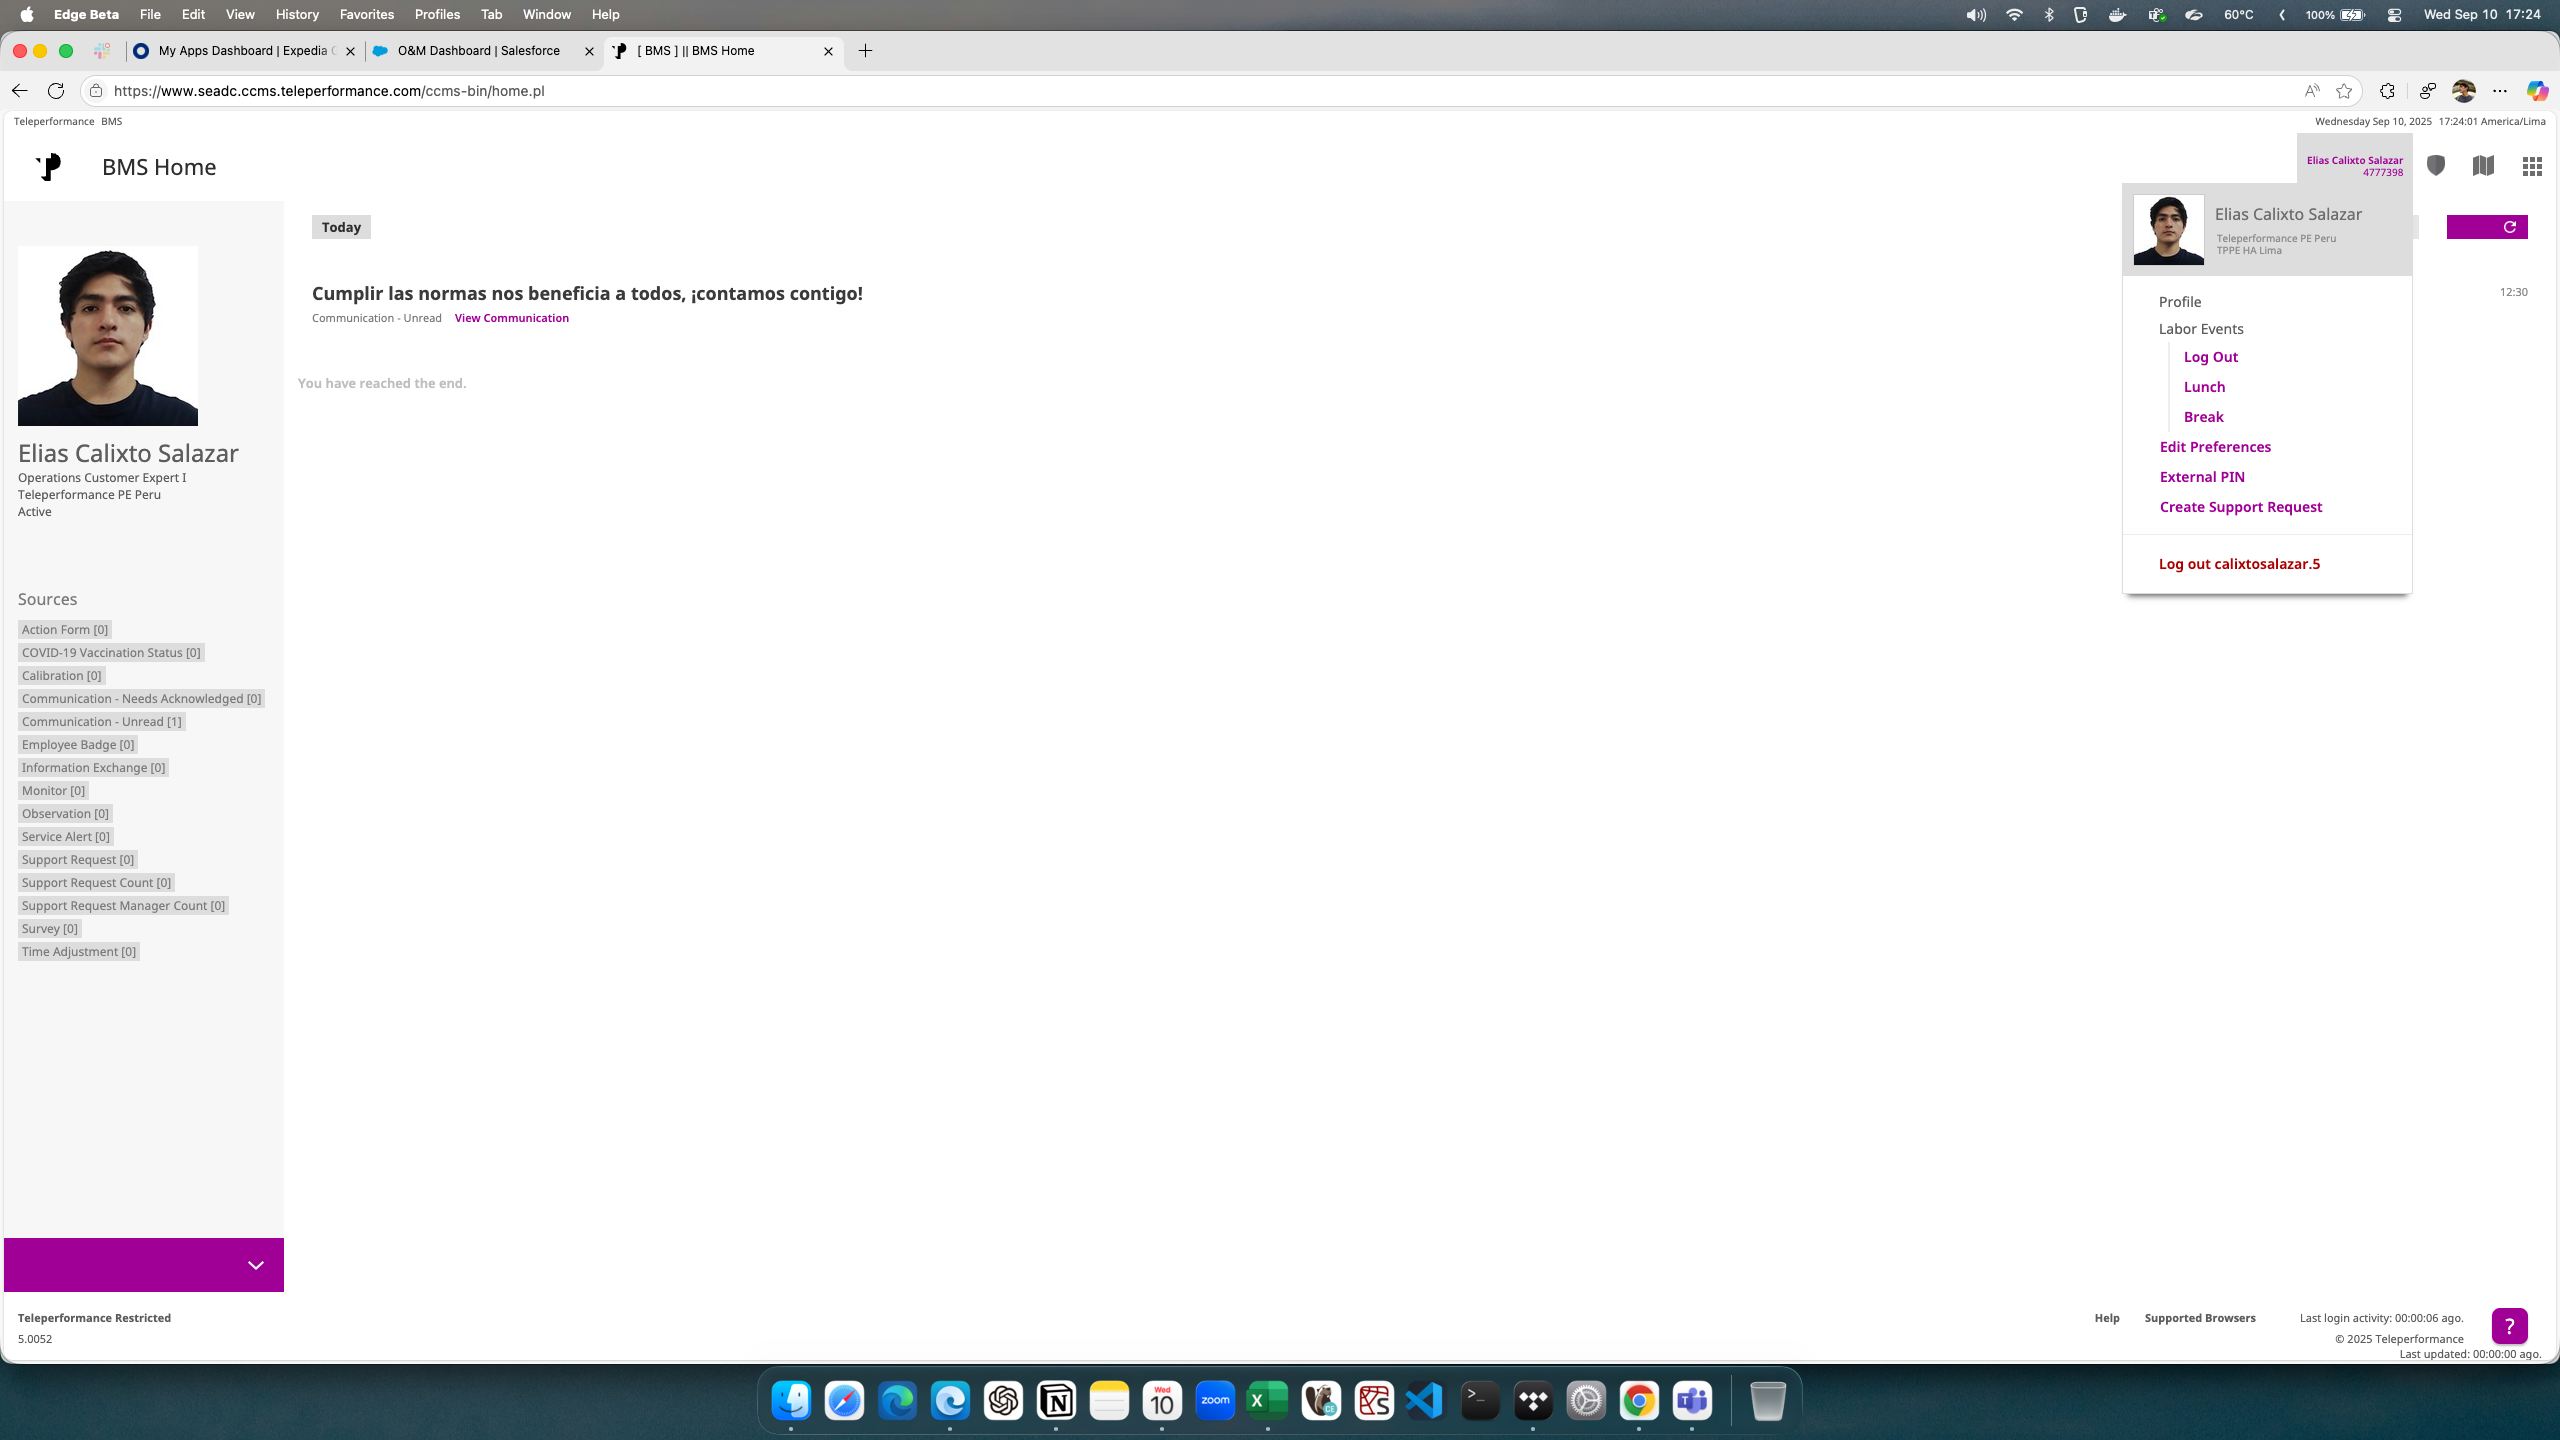 Edge Beta File Edit View History Favorites Profiles Tab Window Help 60°C 100% Wed Sep 10 17:24
My Apps Dashboard | Expedia O&M Dashboard | Salesforce [ BMS ] || BMS Home
https://www.seadc.ccms.teleperformance.com/ccms-bin/home.pl
Teleperformance BMS Wednesday Sep 10, 2025 17:24:01 America/Lima
BMS Home
Elias Calixto Salazar
4777398
Elias Calixto Salazar
Teleperformance PE Peru
TPPE HA Lima
Profile
Labor Events
Log Out
Lunch
Break
Edit Preferences
External PIN
Create Support Request
Log out calixtosalazar.5
Today
Cumplir las normas nos beneficia a todos, ¡contamos contigo! 12:30
Communication - Unread View Communication
You have reached the end.
Elias Calixto Salazar
Operations Customer Expert I
Teleperformance PE Peru
Active
Sources
Action Form [0]
COVID-19 Vaccination Status [0]
Calibration [0]
Communication - Needs Acknowledged [0]
Communication - Unread [1]
Employee Badge [0]
Information Exchange [0]
Monitor [0]
Observation [0]
Service Alert [0]
Support Request [0]
Support Request Count [0]
Support Request Manager Count [0]
Survey [0]
Time Adjustment [0]
Teleperformance Restricted Help Supported Browsers Last login activity: 00:00:06 ago. ?
5.0052 © 2025 Teleperformance
Last updated: 00:00:00 ago.
Wed
10
zoom